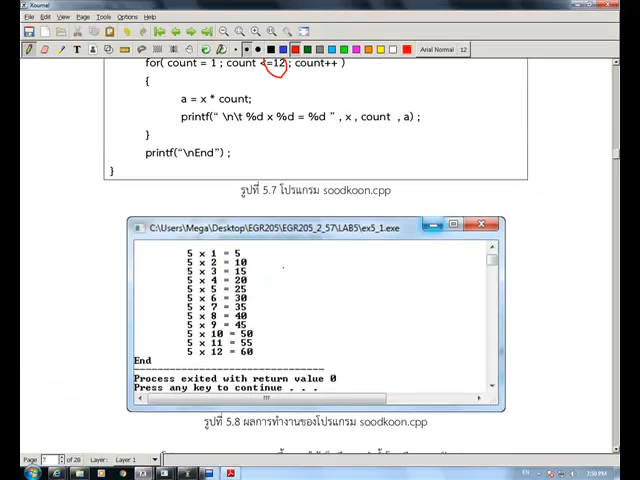 Xournal
File Edit View Journal Page Tools Options Help
Arial Normal 12
for( count = 1 ; count <=12 ; count++ )
{
a = x * count;
printf(“ \n\t %d x %d = %d ” , x , count , a) ;
}
printf(“\nEnd”) ;
}
รูปที่ 5.7 โปรแกรม soodkoon.cpp
C:\Users\Mega\Desktop\EGR205\EGR205_2_57\LAB5\ex5_1.exe
5 x 1 = 5
5 x 2 = 10
5 x 3 = 15
5 x 4 = 20
5 x 5 = 25
5 x 6 = 30
5 x 7 = 35
5 x 8 = 40
5 x 9 = 45
5 x 10 = 50
5 x 11 = 55
5 x 12 = 60
End
--------------------------------
Process exited with return value 0
Press any key to continue . . .
รูปที่ 5.8 ผลการทำงานของโปรแกรม soodkoon.cpp
Page 7 of 28 Layer: Layer 1
EN 7:50 PM